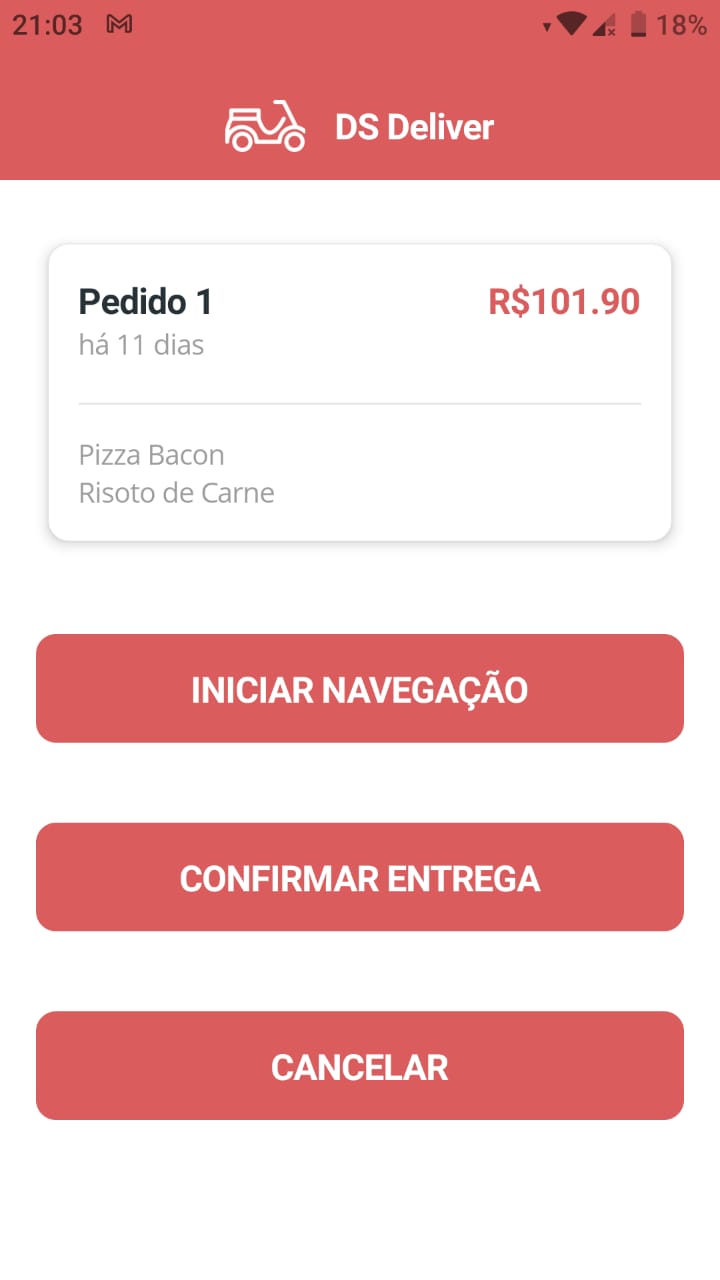 21:03 18%
DS Deliver
Pedido 1 R$101.90
há 11 dias
Pizza Bacon
Risoto de Carne
INICIAR NAVEGAÇÃO
CONFIRMAR ENTREGA
CANCELAR